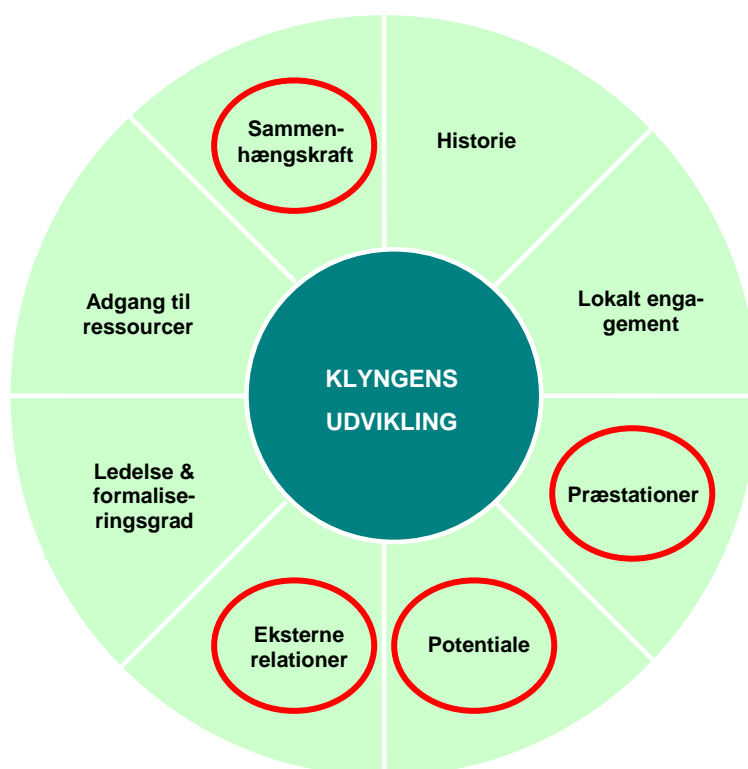 Sammen-
hængskraft
Historie
Adgang til
ressourcer
Lokalt enga-
gement
KLYNGENS
UDVIKLING
Ledelse &
formalise-
ringsgrad
Præstationer
Eksterne
relationer
Potentiale